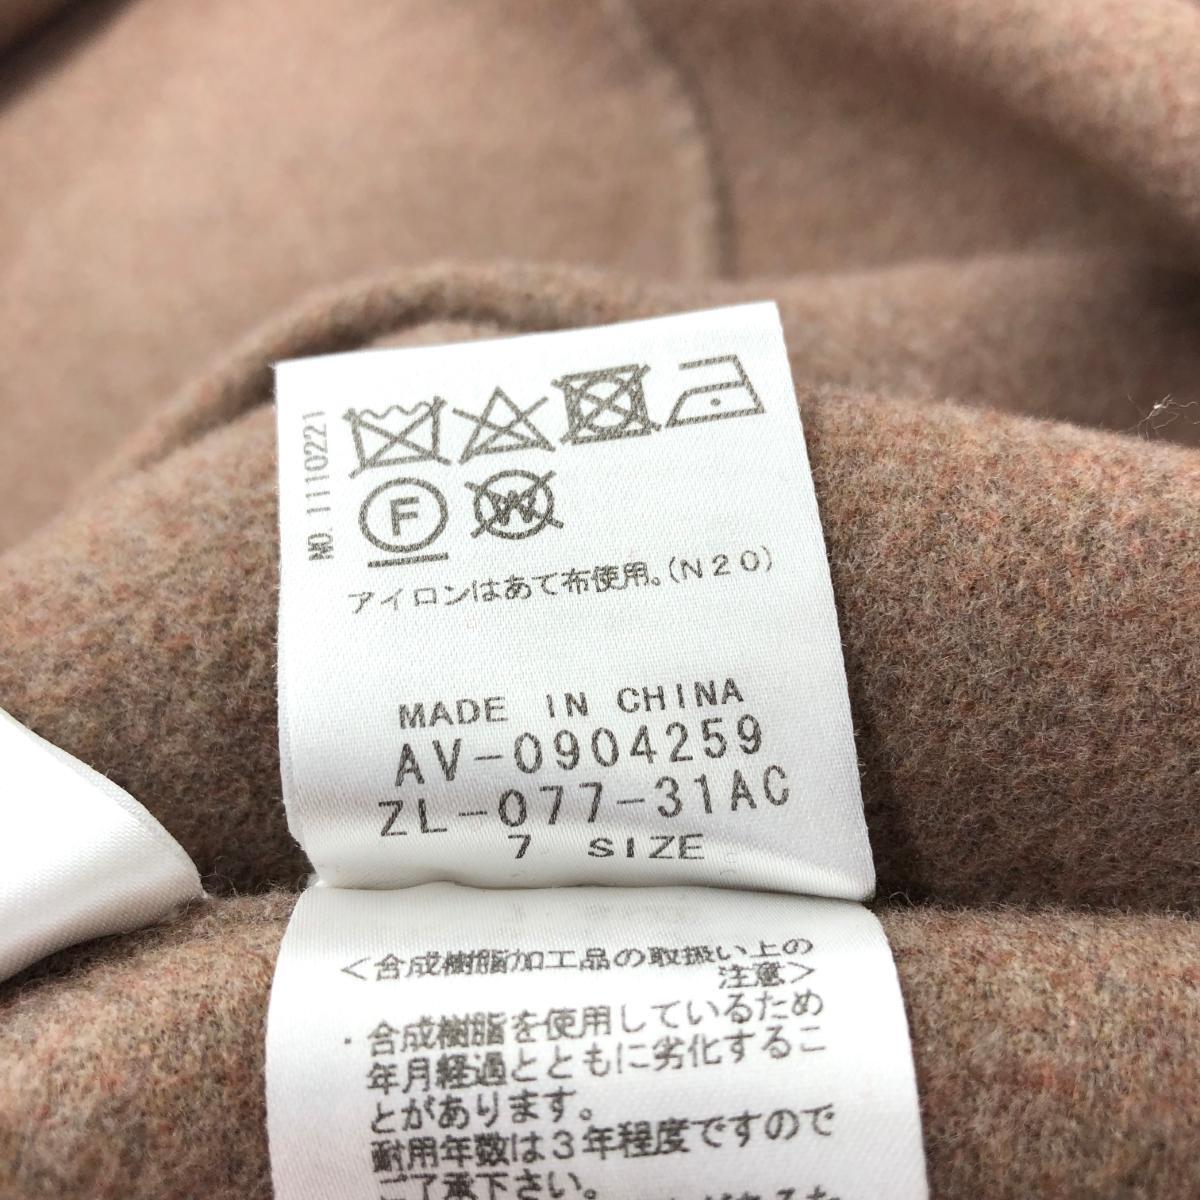 NO. 1110221
F
W
アイロンはあて布使用。(N20)
MADE IN CHINA
AV-0904259
ZL-077-31AC
7 SIZE
<合成樹脂加工品の取扱い上の
注意>
・合成樹脂を使用しているため
年月経過とともに劣化するこ
とがあります。
耐用年数は3年程度ですので
ご了承下さい。